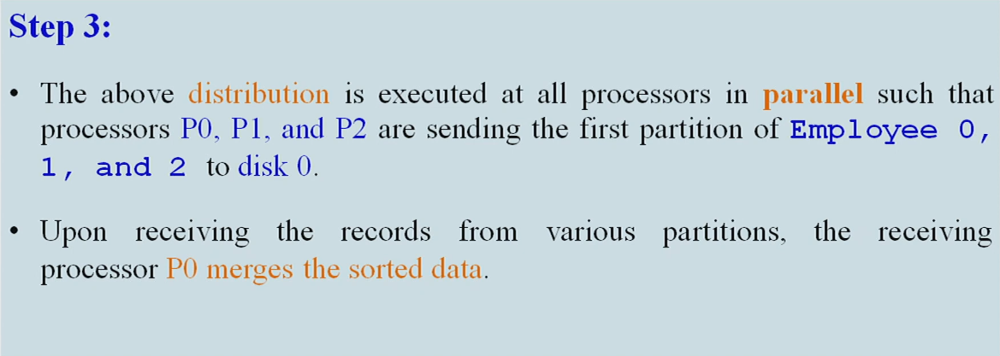 Step 3:
• The above distribution is executed at all processors in parallel such that
processors P0, P1, and P2 are sending the first partition of Employee 0,
1, and 2 to disk 0.
• Upon receiving the records from various partitions, the receiving
processor P0 merges the sorted data.